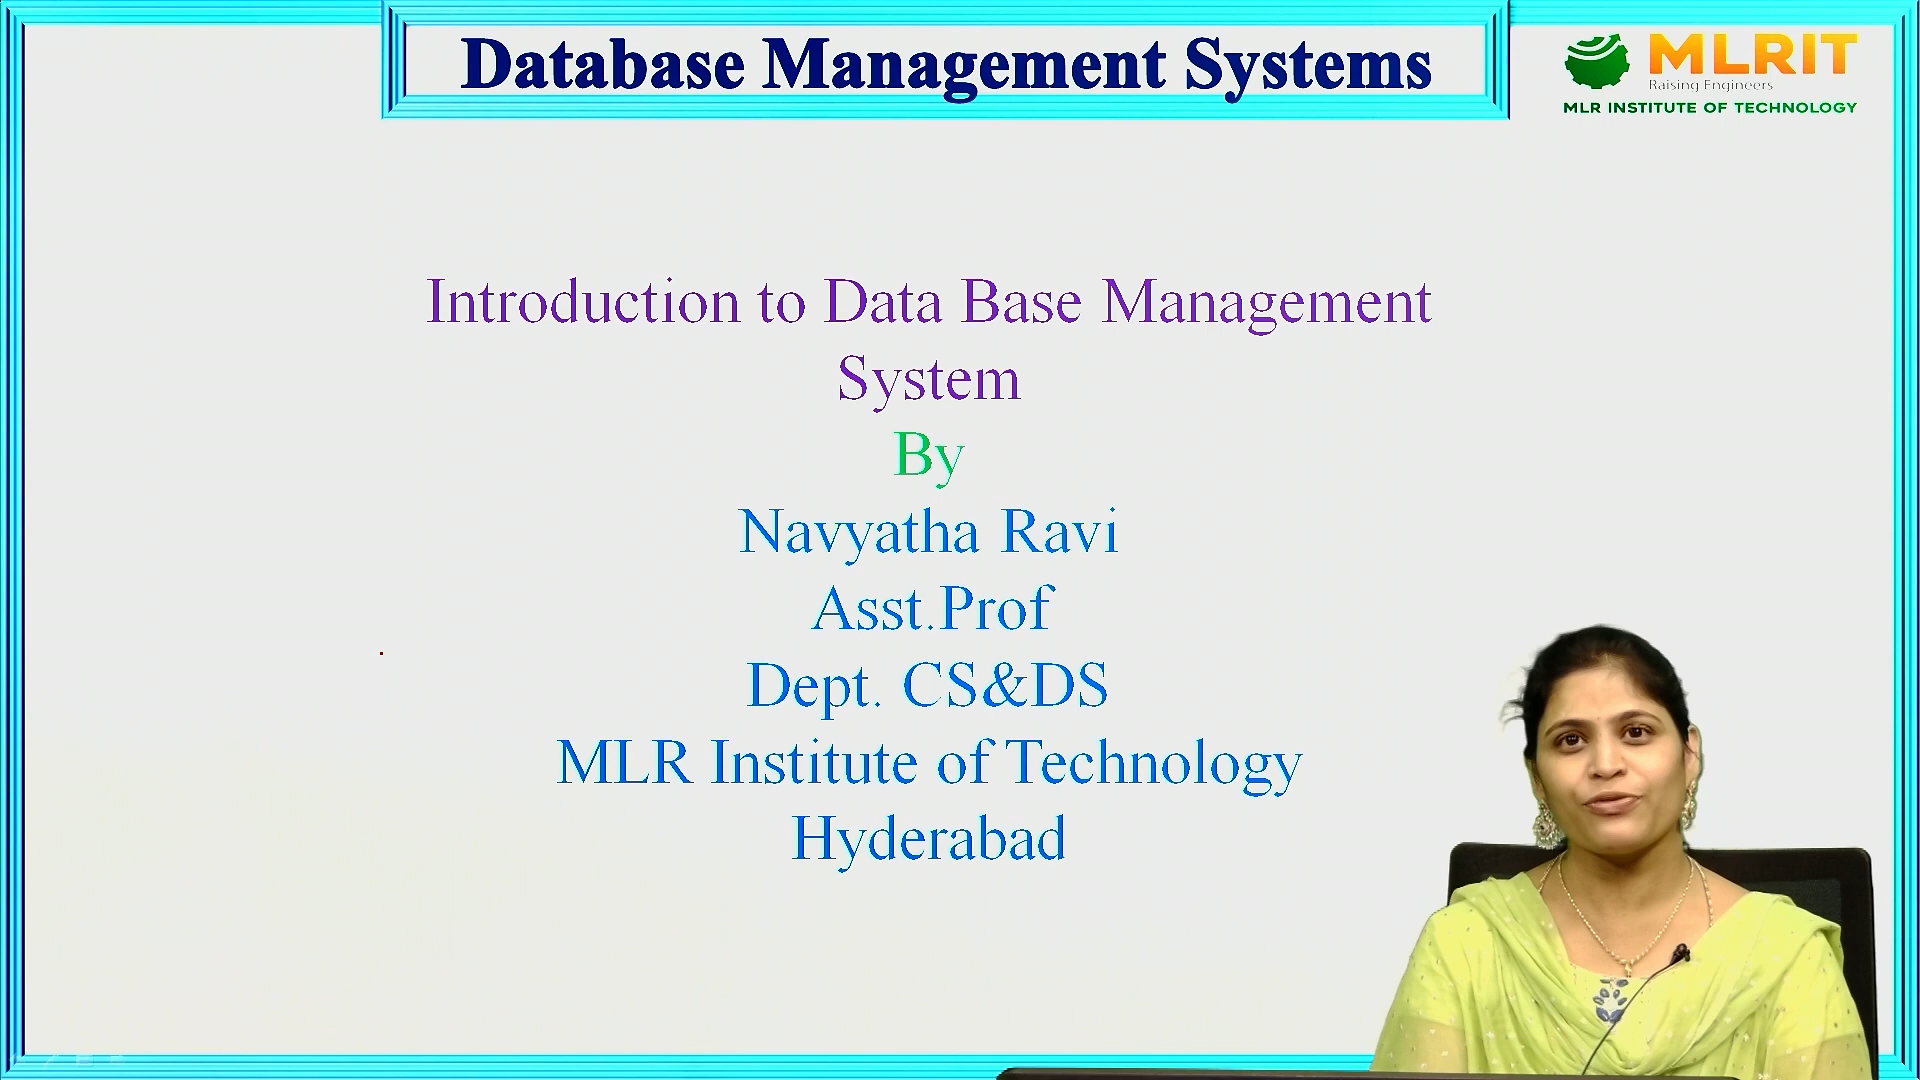 Database Management Systems
MLRIT
Raising Engineers
MLR INSTITUTE OF TECHNOLOGY
Introduction to Data Base Management
System
By
Navyatha Ravi
Asst.Prof
Dept. CS&DS
MLR Institute of Technology
Hyderabad